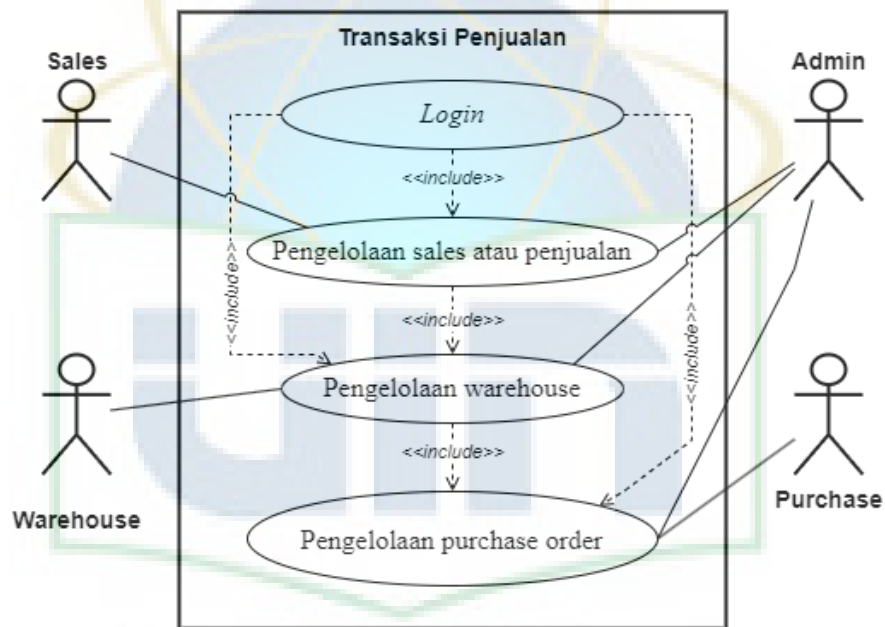 Transaksi Penjualan
Sales
Admin
Login
<<include>>
Pengelolaan sales atau penjualan
<<include>>
<<include>>
<<include>>
Pengelolaan warehouse
<<include>>
Warehouse
Purchase
Pengelolaan purchase order
uin